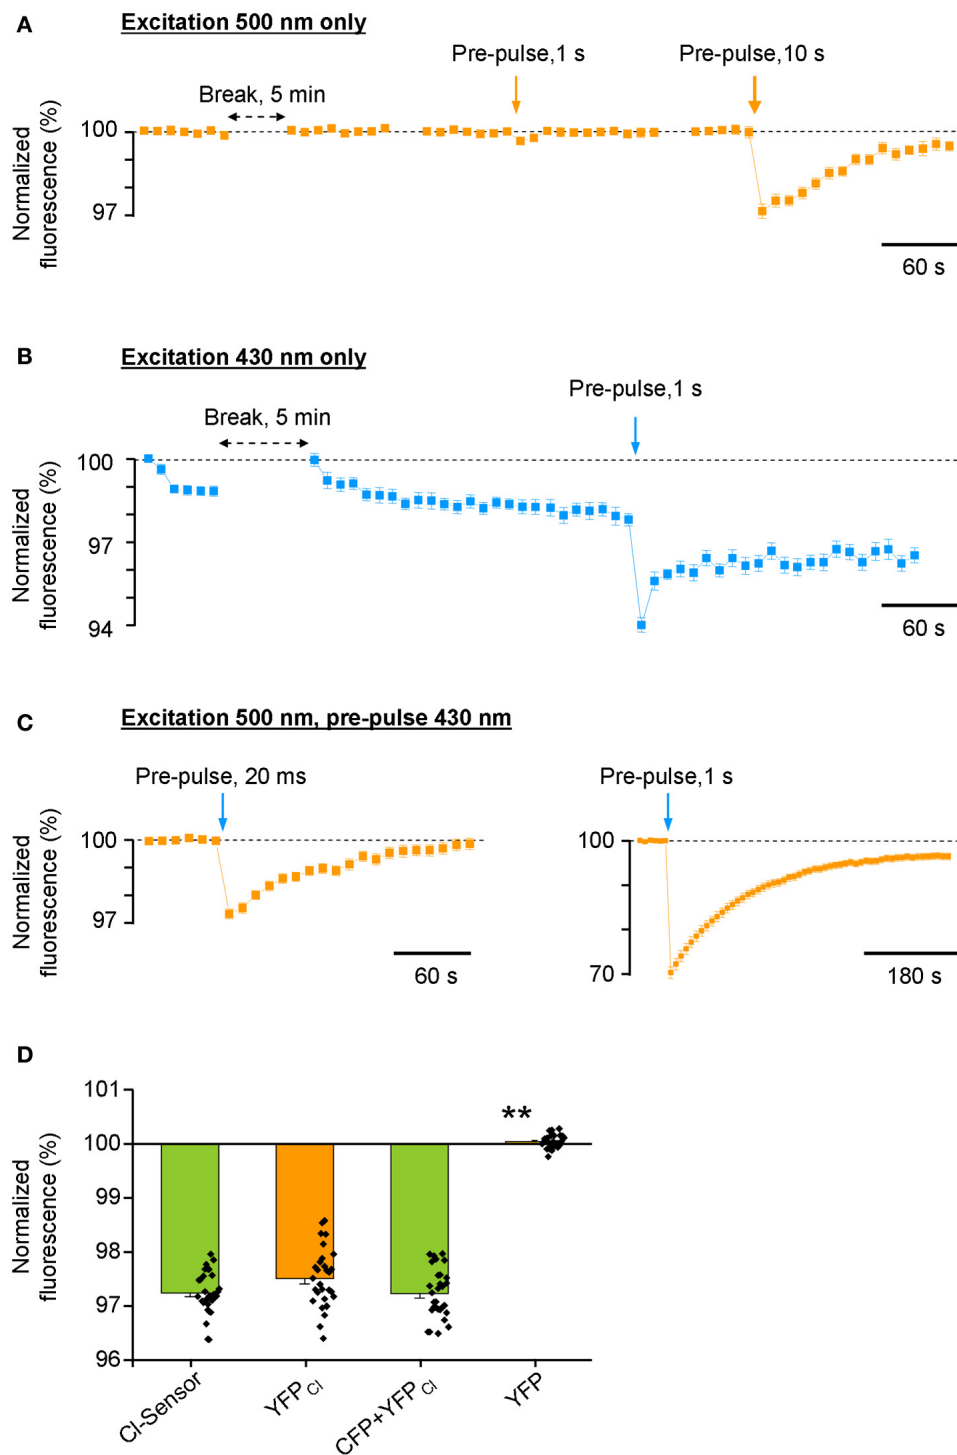 A
Excitation 500 nm only
Pre-pulse,1 s
Pre-pulse,10 s
Break, 5 min
Normalized
fluorescence (%)
100
97
60 s
B
Excitation 430 nm only
Pre-pulse,1 s
Break, 5 min
Normalized
fluorescence (%)
100
97
94
60 s
C
Excitation 500 nm, pre-pulse 430 nm
Pre-pulse, 20 ms
Pre-pulse,1 s
Normalized
fluorescence (%)
100
97
60 s
100
70
180 s
D
Normalized
fluorescence (%)
101
100
99
98
97
96
**
Cl-Sensor
YFP Cl
CFP+YFP Cl
YFP